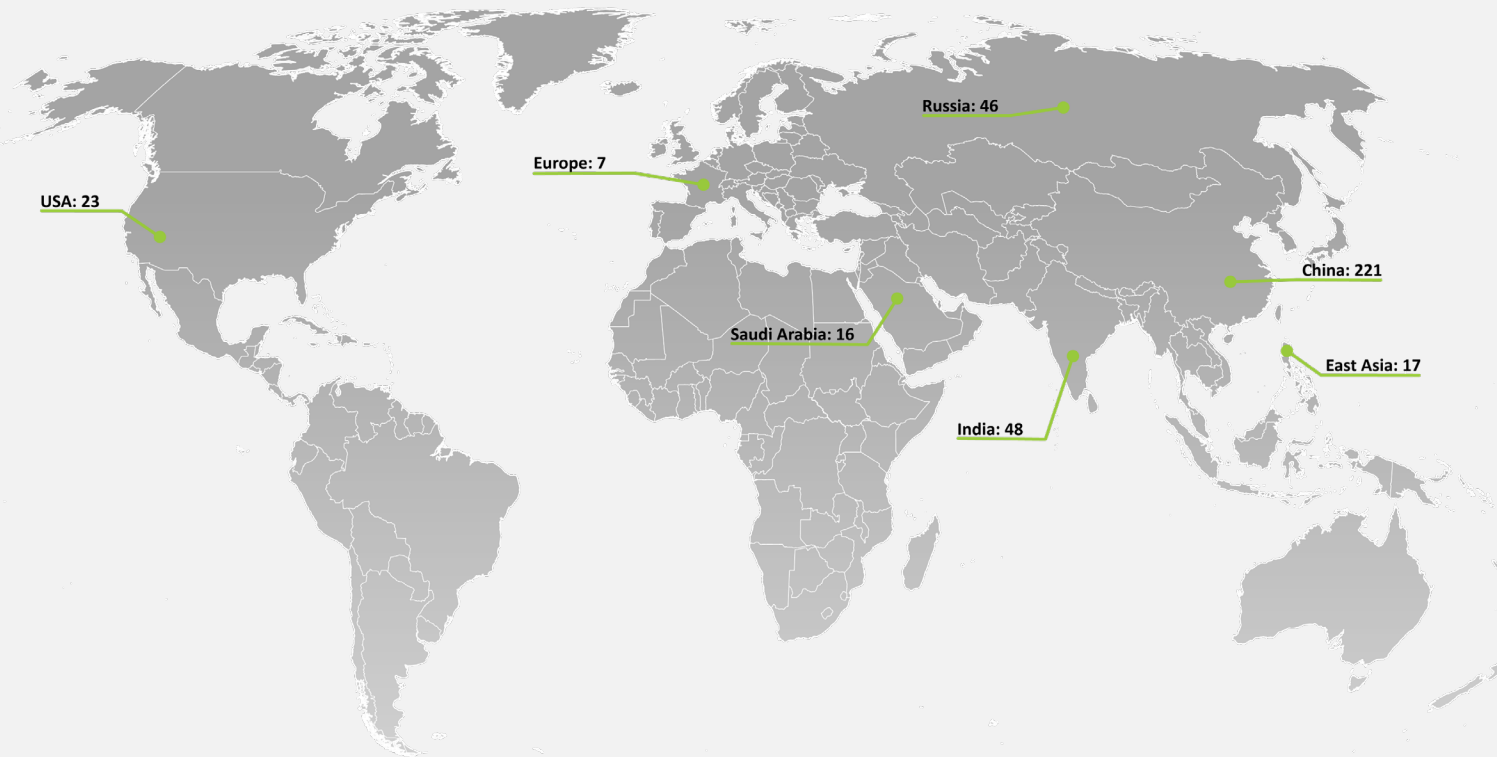 Russia: 46
Europe: 7
USA: 23
China: 221
Saudi Arabia: 16
East Asia: 17
India: 48